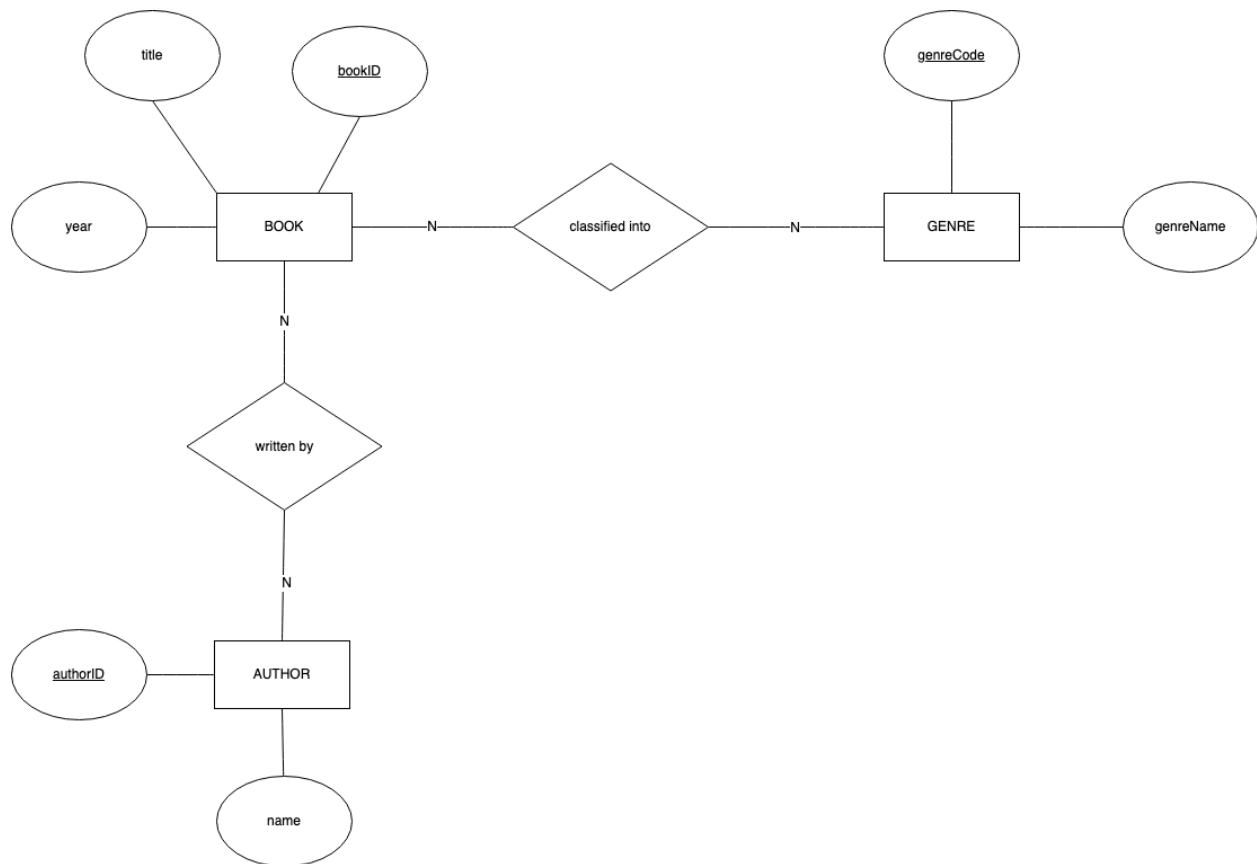 title
bookID
genreCode
year
BOOK
N
classified into
N
GENRE
genreName
N
written by
N
authorID
AUTHOR
name